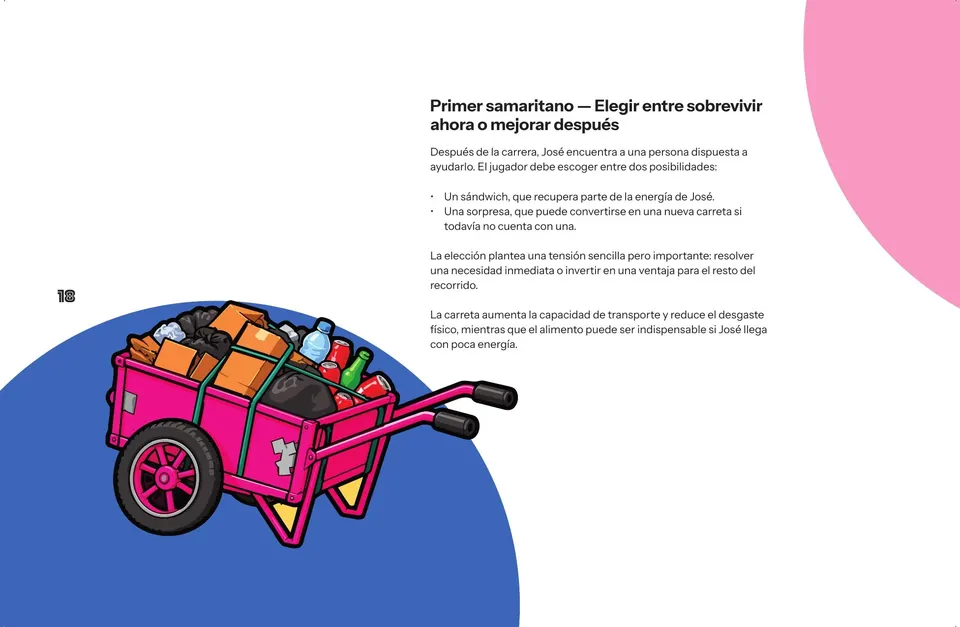 Primer samaritano — Elegir entre sobrevivir
ahora o mejorar después
Después de la carrera, José encuentra a una persona dispuesta a
ayudarlo. El jugador debe escoger entre dos posibilidades:
• Un sándwich, que recupera parte de la energía de José.
• Una sorpresa, que puede convertirse en una nueva carreta si
todavía no cuenta con una.
La elección plantea una tensión sencilla pero importante: resolver
una necesidad inmediata o invertir en una ventaja para el resto del
recorrido.
La carreta aumenta la capacidad de transporte y reduce el desgaste
físico, mientras que el alimento puede ser indispensable si José llega
con poca energía.
18